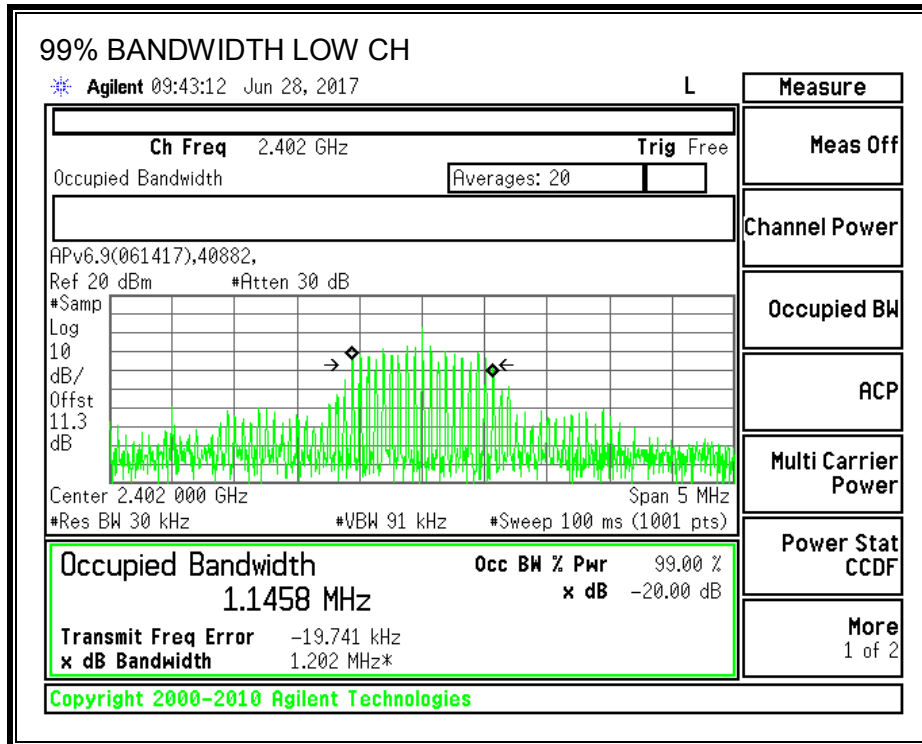 99% BANDWIDTH LOW CH
Agilent 09:43:12 Jun 28, 2017 L
Measure
Ch Freq 2.402 GHz Trig Free
Meas Off
Occupied Bandwidth Averages: 20
Channel Power
APv6.9(061417),40882,
Ref 20 dBm #Atten 30 dB
#Samp
Log
10
dB/
Offst
11.3
dB
Occupied BW
ACP
Multi Carrier
Power
Center 2.402 000 GHz Span 5 MHz
#Res BW 30 kHz #VBW 91 kHz #Sweep 100 ms (1001 pts)
Power Stat
CCDF
Occupied Bandwidth Occ BW % Pwr 99.00 %
1.1458 MHz x dB -20.00 dB
Transmit Freq Error -19.741 kHz
x dB Bandwidth 1.202 MHz*
More
1 of 2
Copyright 2000-2010 Agilent Technologies